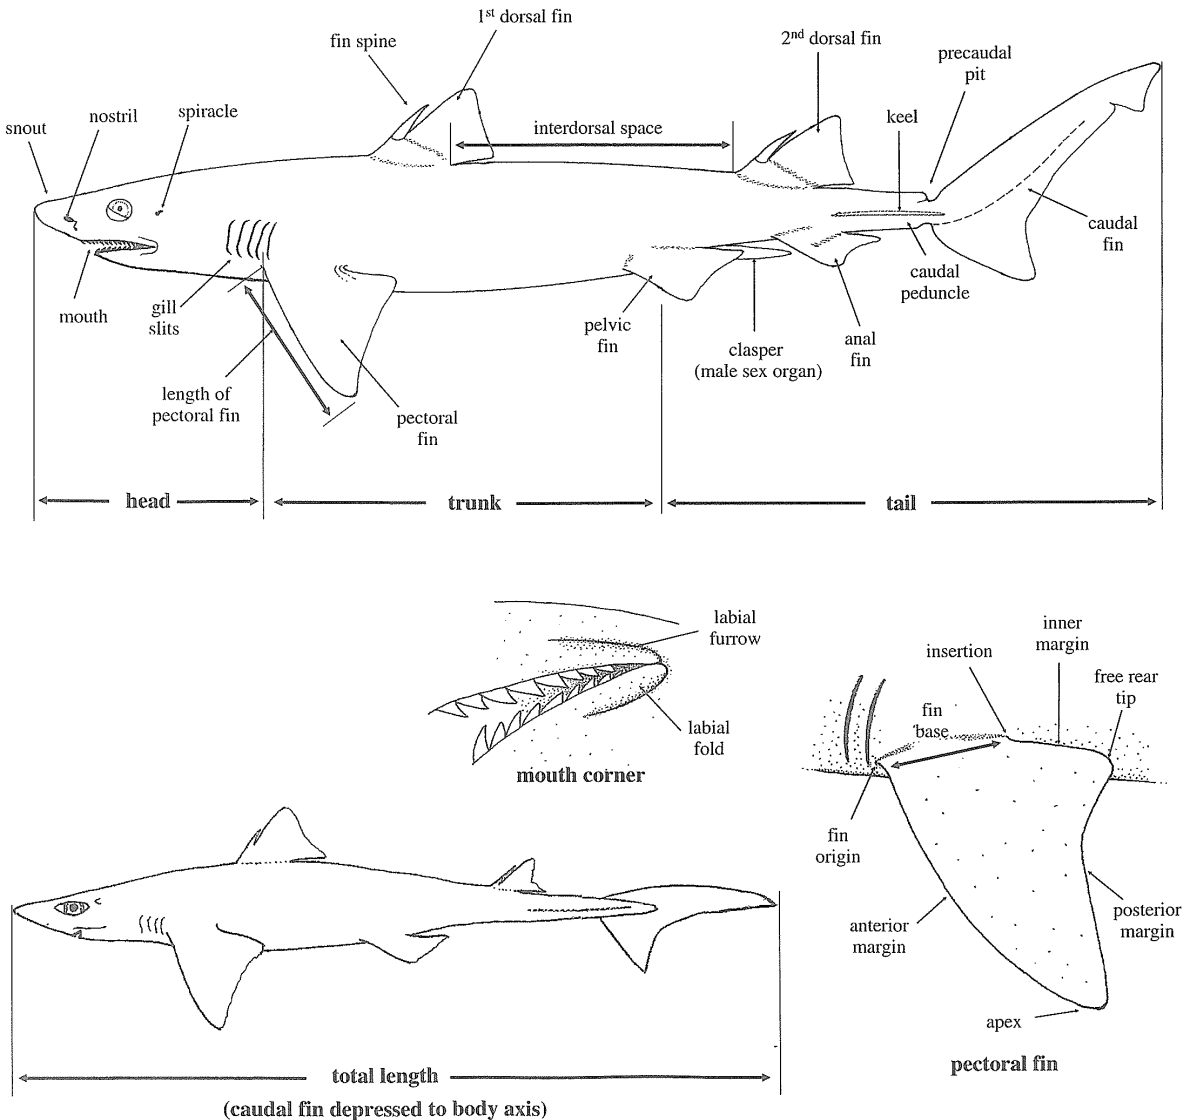 1st dorsal fin
fin spine
2nd dorsal fin
precaudal
pit
snout
nostril
spiracle
interdorsal space
keel
caudal
fin
mouth
gill
slits
length of
pectoral fin
pectoral
fin
pelvic
fin
clasper
(male sex organ)
anal
fin
caudal
peduncle
head
trunk
tail
labial
furrow
labial
fold
mouth corner
insertion
inner
margin
free rear
tip
fin
base
fin
origin
anterior
margin
posterior
margin
apex
pectoral fin
total length
(caudal fin depressed to body axis)